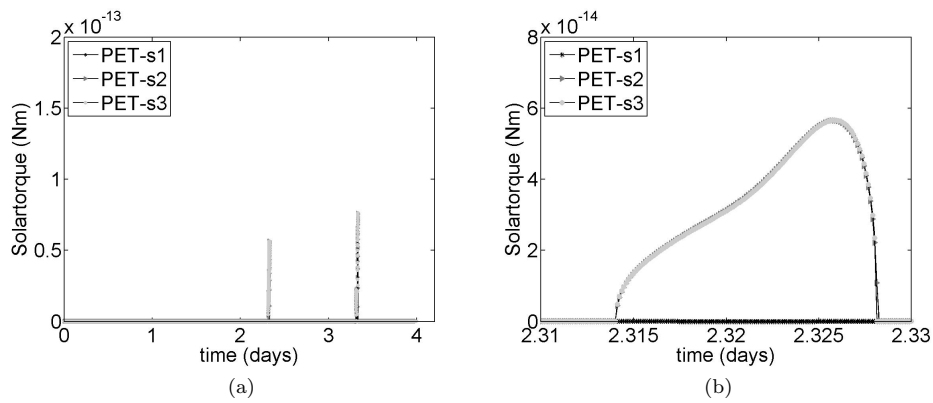 x 10⁻¹³
2
1.5
1
0.5
0
Solartorque (Nm)
PET-s1
PET-s2
PET-s3
0 1 2 3 4
time (days)
(a)
x 10⁻¹⁴
8
6
4
2
0
Solartorque (Nm)
PET-s1
PET-s2
PET-s3
2.31 2.315 2.32 2.325 2.33
time (days)
(b)